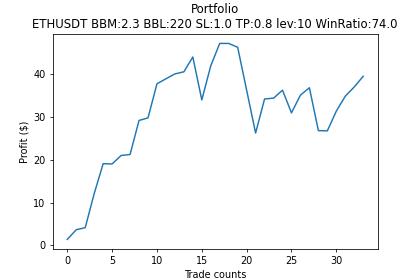 Portfolio
ETHUSDT BBM:2.3 BBL:220 SL:1.0 TP:0.8 lev:10 WinRatio:74.0
40
30
20
10
0
Profit ($)
0 5 10 15 20 25 30
Trade counts